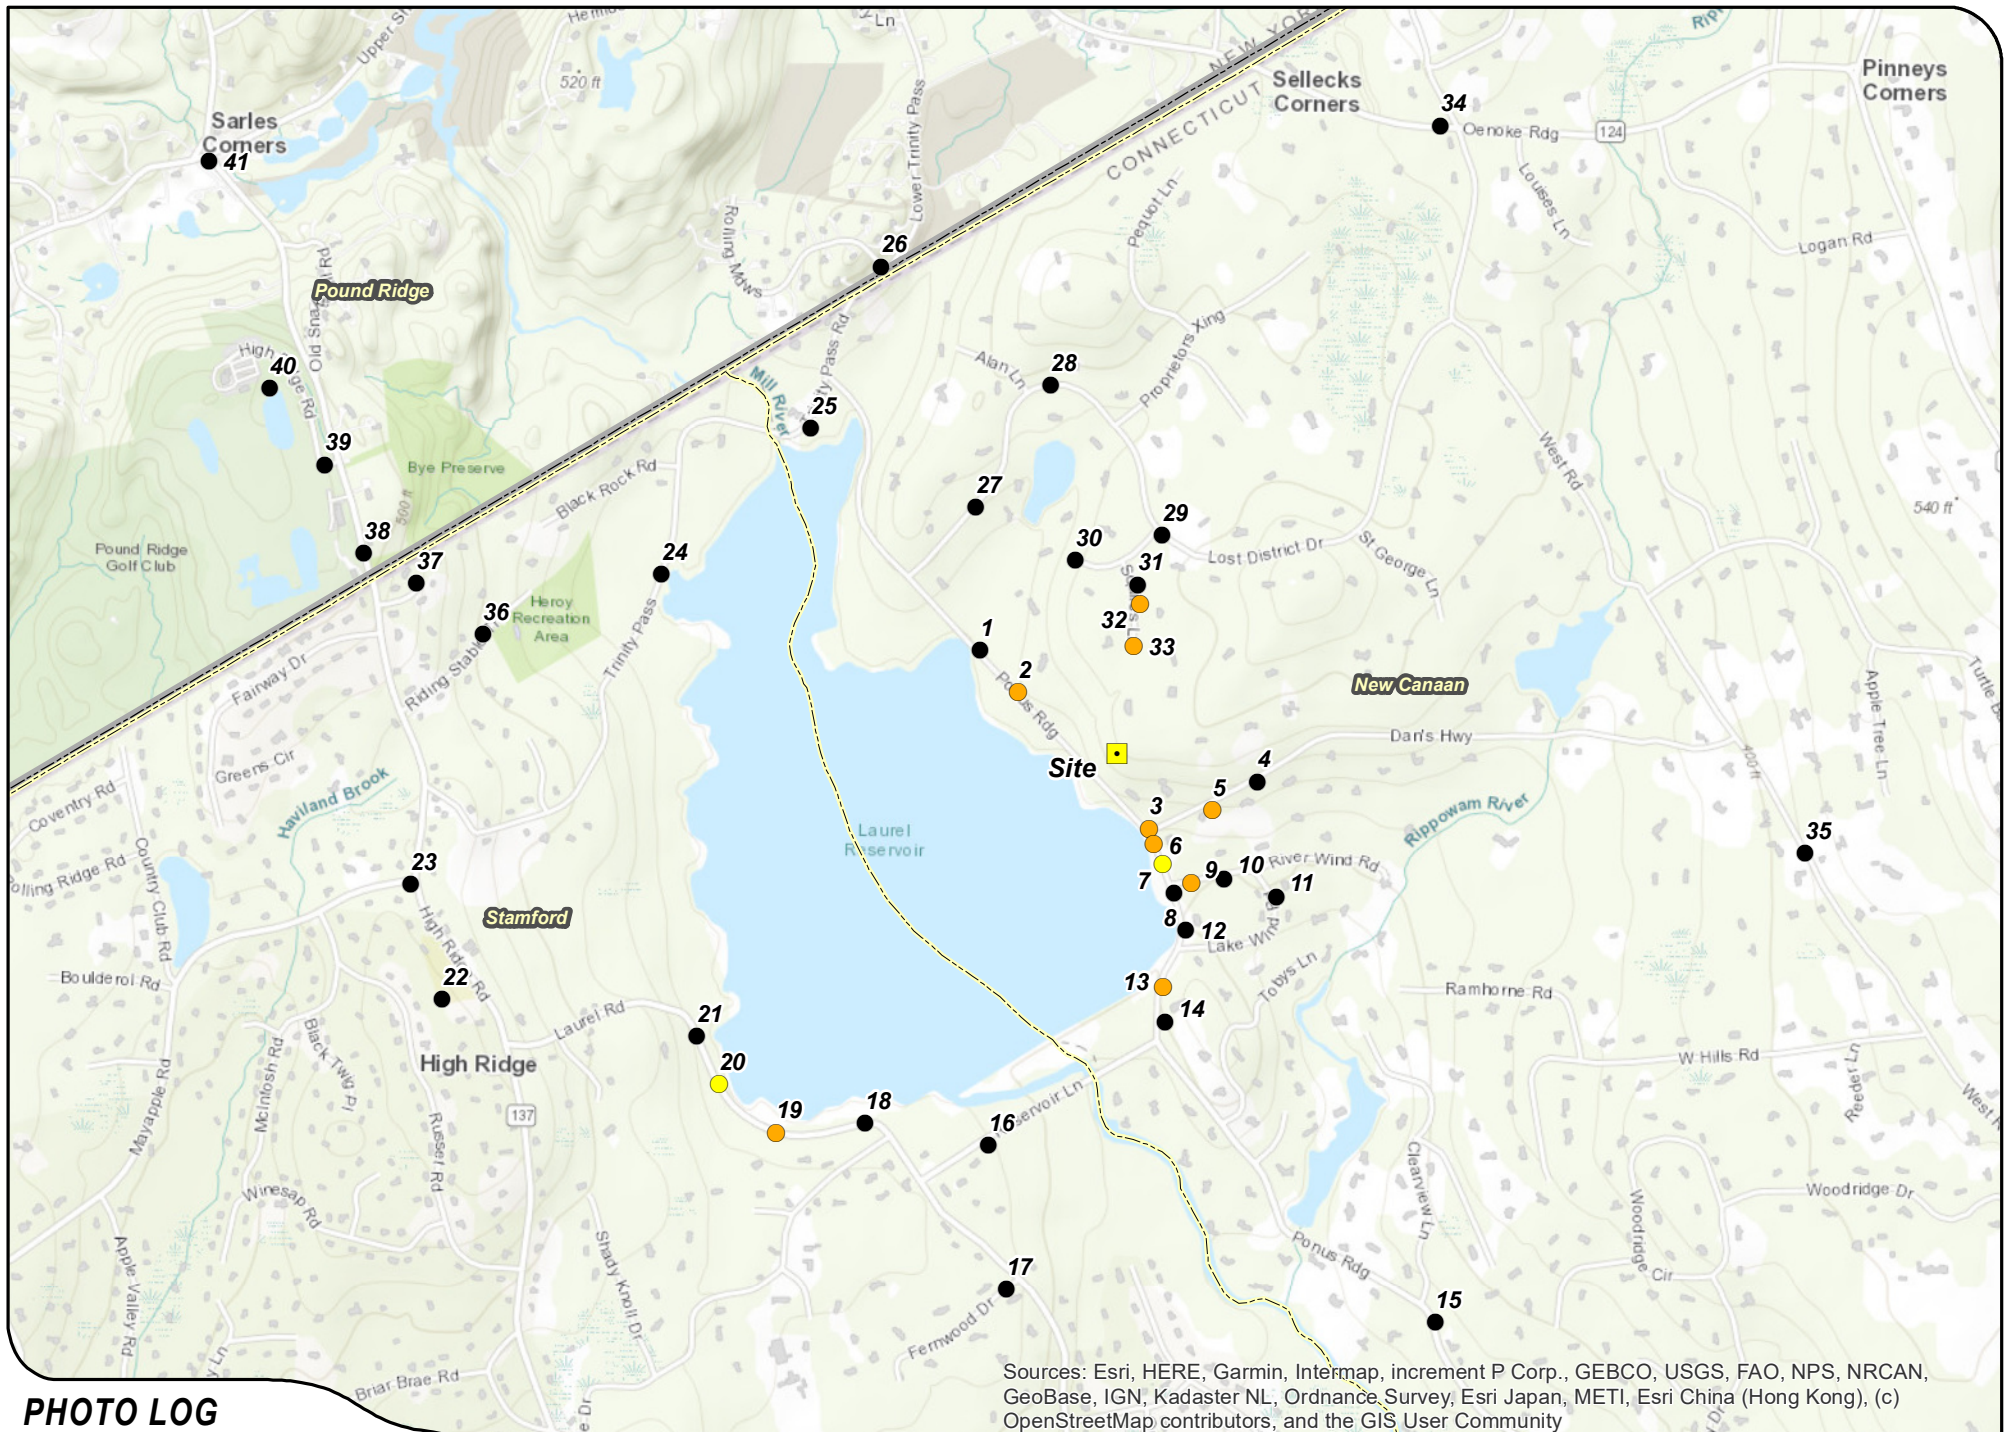 NEW YORK
CONNECTICUT
Sellecks
Corners
Pinneys
Corners
34
Oenoke Rdg
124
Louises Ln
Logan Rd
520 ft
Sarles
Corners
41
Lower Trinity Pass
Pequot Ln
Rolling Mdws
26
Pound Ridge
40
39
38
37
36
Bye Preserve
500 ft
Pound Ridge
Golf Club
Black Rock Rd
Mill River
25
24
Alan Ln
28
Proprietors Xing
27
29
30
31
32
33
Lost District Dr
St George Ln
West Rd
540 ft
Heroy
Recreation
Area
Trinity Pass
Fairway Dr
Greens Cir
Coventry Rd
Haviland Brook
Country Club Rd
1
2
Site
New Canaan
Dan's Hwy
Apple Tree Ln
400 ft
4
5
3
6
7
8
9
10
11
12
River Wind Rd
Rippowam River
35
Laurel
Reservoir
23
Stamford
High Ridge Rd
22
Boulderol Rd
Laurel Rd
21
20
19
18
High Ridge
137
Mayapple Rd
McIntosh Rd
Black Twig Pl
Russel Rd
Winesap Rd
Apple Valley Rd
Shady Knoll Dr
Briar Brae Rd
13
14
Tobys Ln
Ramhorne Rd
W Hills Rd
Reeder Ln
16
17
Fernwood Dr
Clearview Ln
Ponus Rdg
15
Woodridge Cir
Woodridge Dr
Sources: Esri, HERE, Garmin, Intermap, increment P Corp., GEBCO, USGS, FAO, NPS, NRCAN,
GeoBase, IGN, Kadaster NL, Ordnance Survey, Esri Japan, METI, Esri China (Hong Kong), (c)
OpenStreetMap contributors, and the GIS User Community
PHOTO LOG